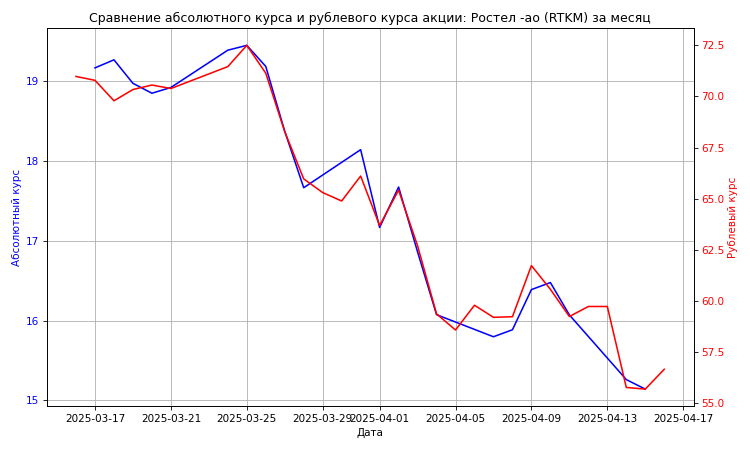 Сравнение абсолютного курса и рублевого курса акции: Ростел -ао (RTKM) за месяц
Абсолютный курс
19
18
17
16
15
72.5
70.0
67.5
65.0
62.5
60.0
57.5
55.0
Рублевый курс
2025-03-17 2025-03-21 2025-03-25 2025-03-29 2025-04-01 2025-04-05 2025-04-09 2025-04-13 2025-04-17
Дата